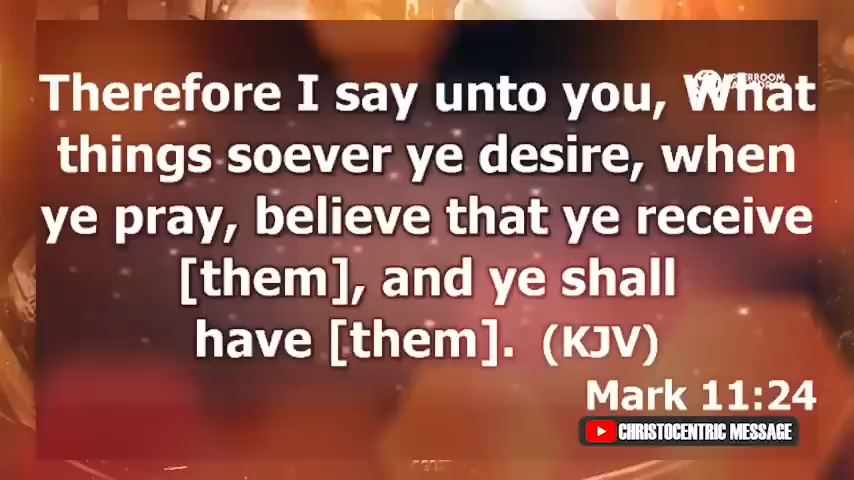 Therefore I say unto you, What
things soever ye desire, when
ye pray, believe that ye receive
[them], and ye shall
have [them]. (KJV)
Mark 11:24
CHRISTOCENTRIC MESSAGE